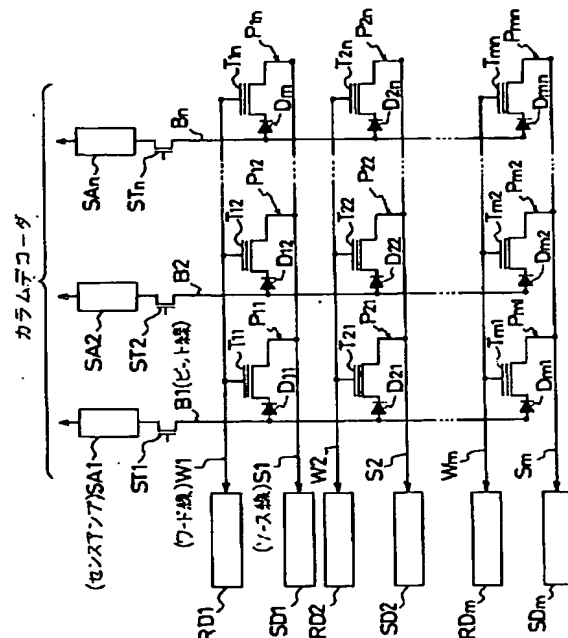 カラムデコーダ
SA1(センスアンプ)
SA2
SAn
ST1
ST2
STn
B1(ビット線)
B2
Bn
(ワード線)W1
T11
T12
T1n
P11
P12
P1n
D11
D12
Dm
RD1
(ソース線)S1
SD1
W2
T21
T22
T2n
P21
P22
P2n
D21
D22
D2n
RD2
S2
SD2
Wm
Tm1
Tm2
Tmn
Pm1
Pm2
Pmn
Dm1
Dm2
Dmn
RDm
Sm
SDm